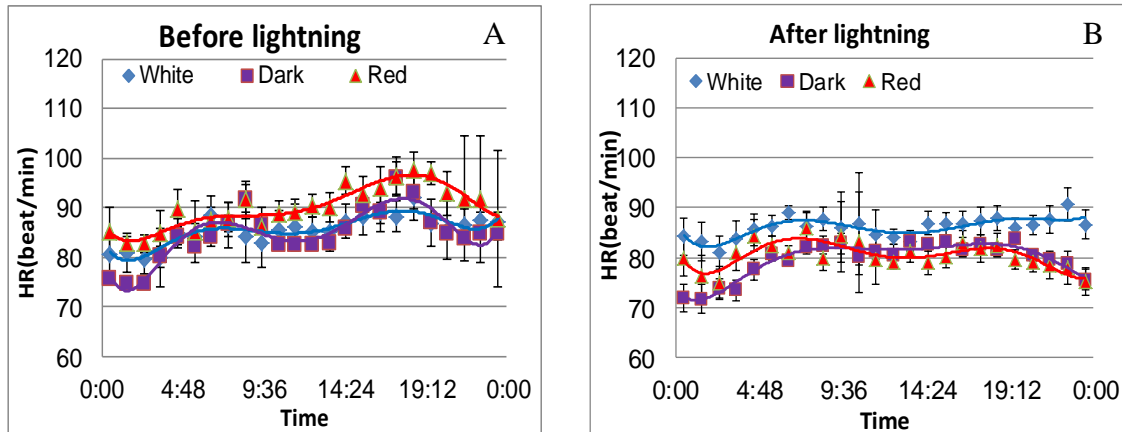 Before lightning A
120
White Dark Red
110
100
90
80
70
60
HR(beat/min)
0:00 4:48 9:36 14:24 19:12 0:00
Time
After lightning B
120
White Dark Red
110
100
90
80
70
60
HR(beat/min)
0:00 4:48 9:36 14:24 19:12 0:00
Time